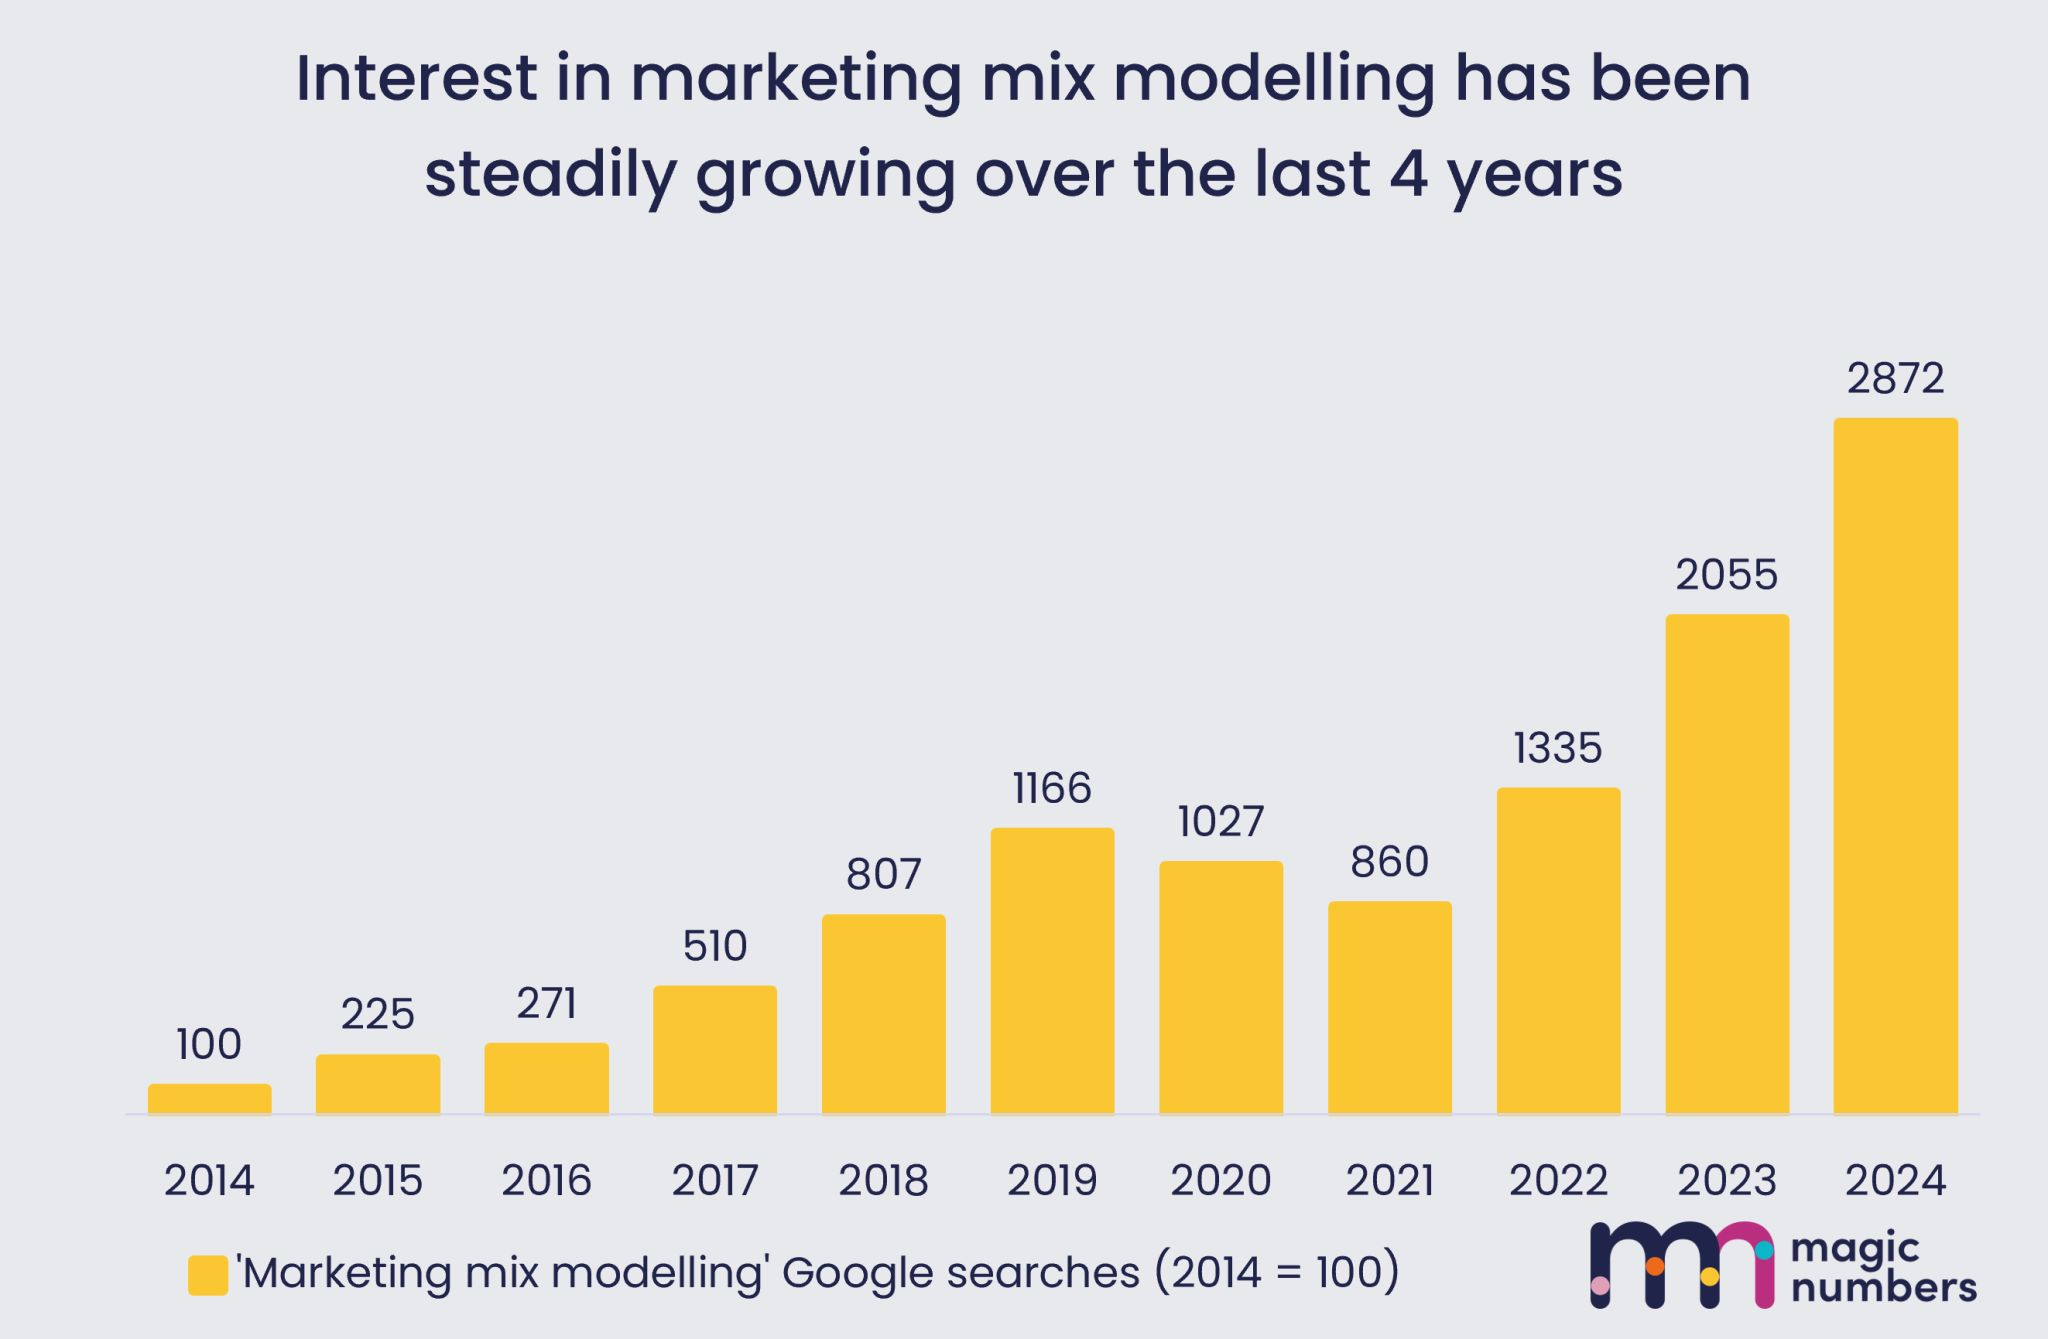 Interest in marketing mix modelling has been
steadily growing over the last 4 years
2872
2055
1335
1166
1027
860
807
510
271
225
100
2014 2015 2016 2017 2018 2019 2020 2021 2022 2023 2024
'Marketing mix modelling' Google searches (2014 = 100)
magic
numbers